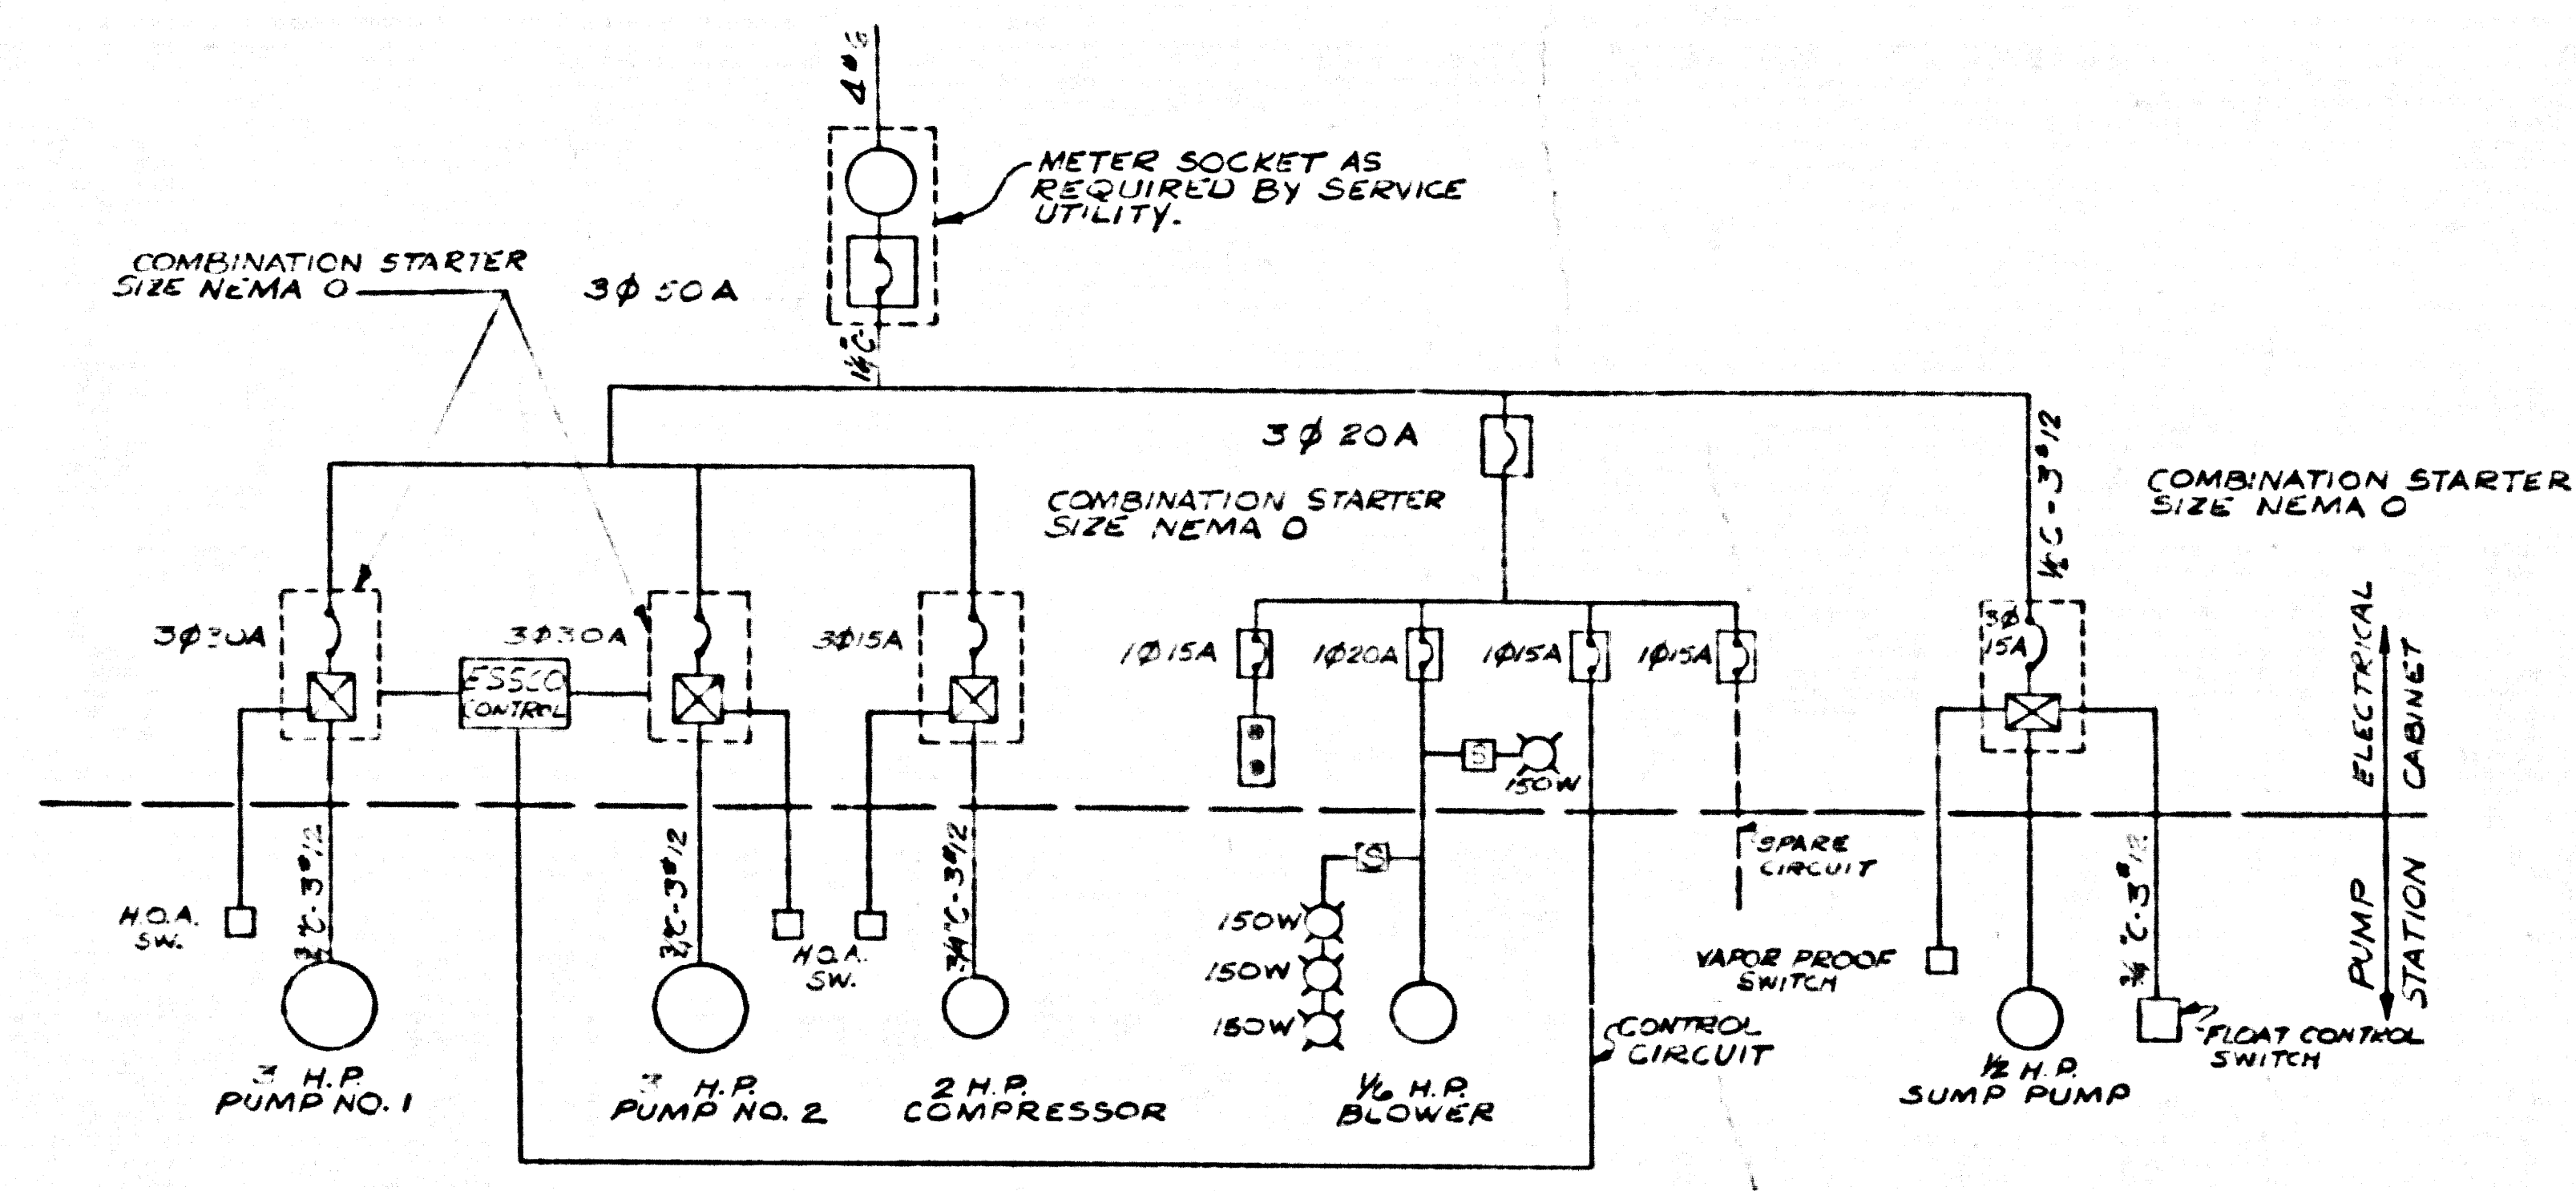 4 #6
METER SOCKET AS
REQUIRED BY SERVICE
UTILITY.
COMBINATION STARTER
SIZE NEMA 0
3Ø 50A
1¼"C-
3Ø 20A
COMBINATION STARTER
SIZE NEMA 0
½"C-3#12
COMBINATION STARTER
SIZE NEMA 0
3Ø30A
3Ø30A
3Ø15A
1Ø15A
1Ø20A
1Ø15A
1Ø15A
3Ø
15A
ESSCO
CONTROL
S
150W
ELECTRICAL
CABINET
PUMP
STATION
¾"C-3#12
¾"C-3#12
¾"C-3#12
¾"C-3#12
S
SPARE
CIRCUIT
H.O.A.
SW.
H.O.A.
SW.
150W
150W
150W
VAPOR PROOF
SWITCH
CONTROL
CIRCUIT
FLOAT CONTROL
SWITCH
3 H.P.
PUMP NO. 1
3 H.P.
PUMP NO. 2
2 H.P.
COMPRESSOR
1/6 H.P.
BLOWER
½ H.P.
SUMP PUMP